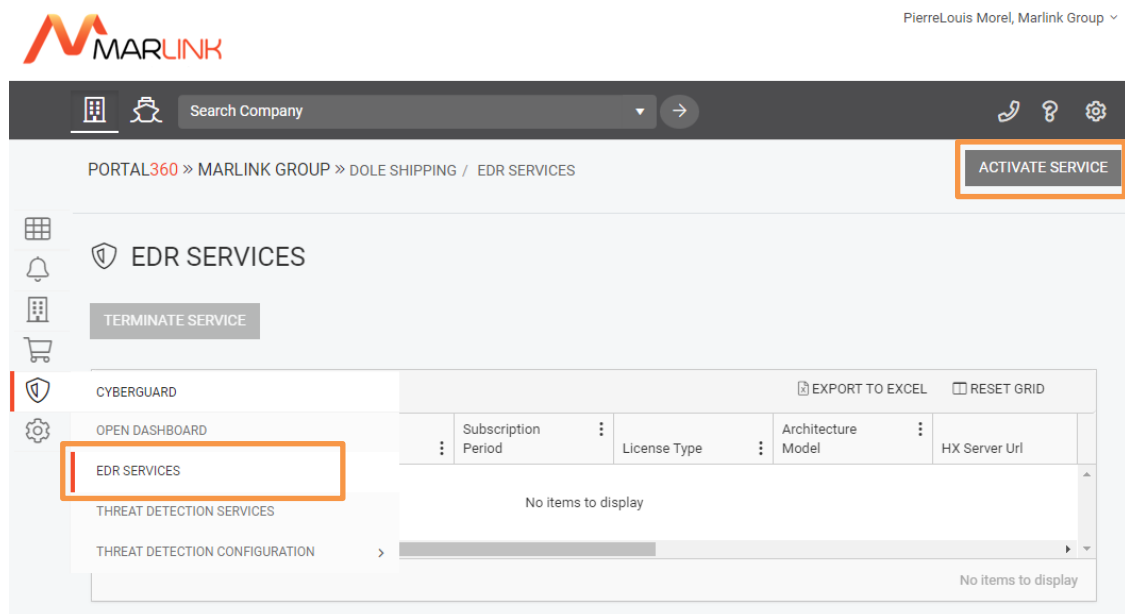 PierreLouis Morel, Marlink Group
MARLINK
Search Company
PORTAL360 » MARLINK GROUP » DOLE SHIPPING / EDR SERVICES
ACTIVATE SERVICE
EDR SERVICES
TERMINATE SERVICE
CYBERGUARD
OPEN DASHBOARD
EDR SERVICES
THREAT DETECTION SERVICES
THREAT DETECTION CONFIGURATION
EXPORT TO EXCEL
RESET GRID
Subscription
Period
License Type
Architecture
Model
HX Server Url
No items to display
No items to display